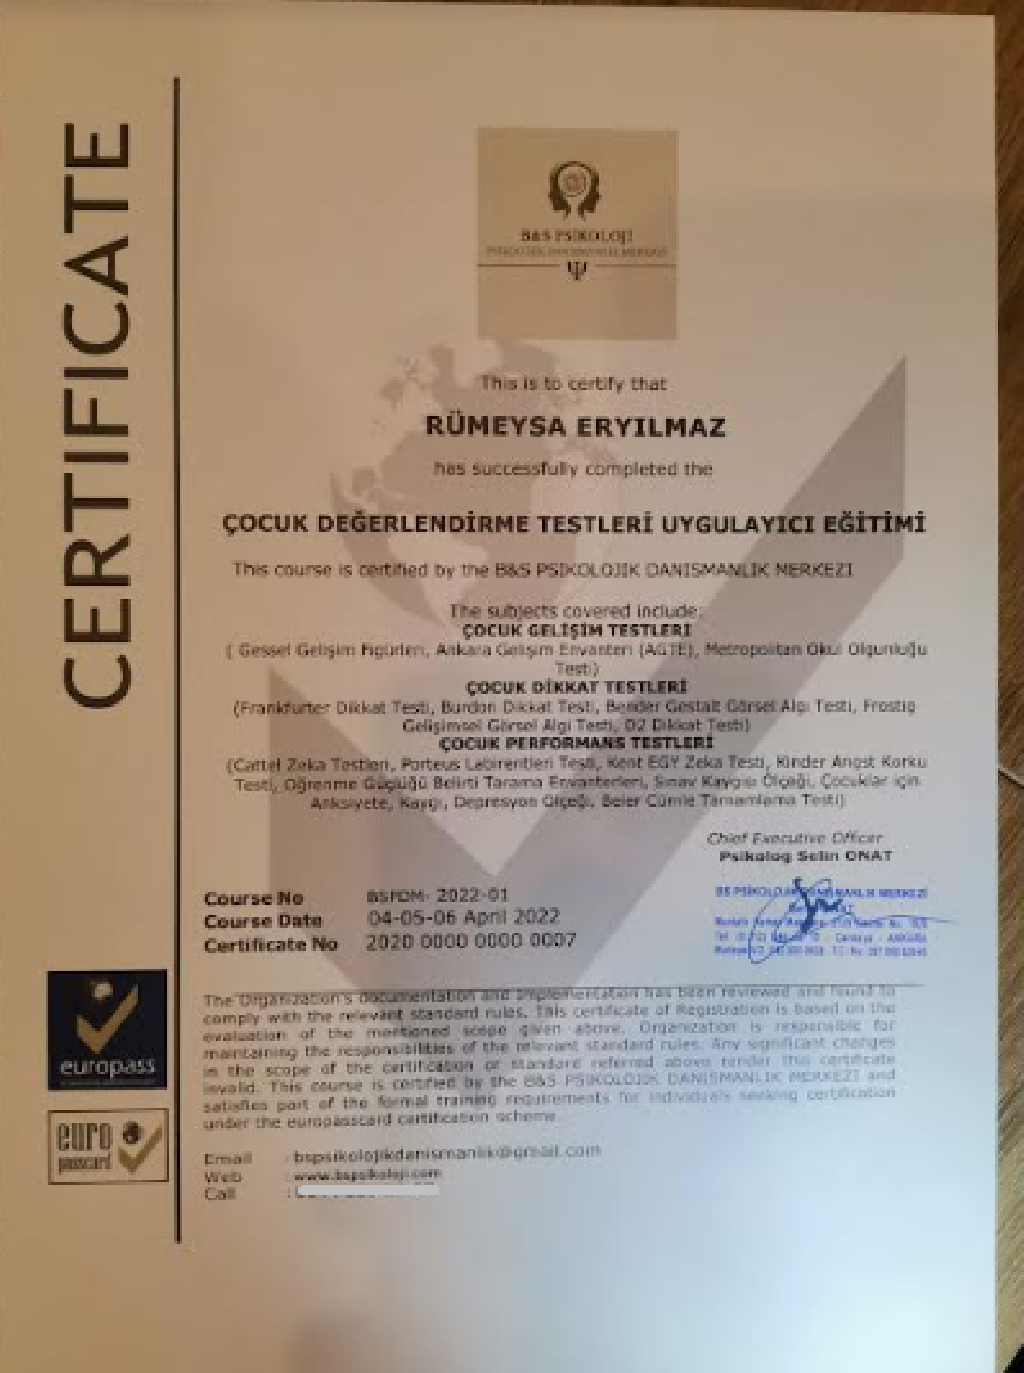 CERTIFICATE
B&S PSİKOLOJİ
PSİKOLOJİK DANIŞMANLIK MERKEZİ
This is to certify that
RÜMEYSA ERYILMAZ
has successfully completed the
ÇOCUK DEĞERLENDİRME TESTLERİ UYGULAYICI EĞİTİMİ
This course is certified by the B&S PSIKOLOJIK DANISMANLIK MERKEZI
The subjects covered include:
ÇOCUK GELİŞİM TESTLERİ
( Gessel Gelişim Figürleri, Ankara Gelişim Envanteri (AGTE), Metropolitan Okul Olgunluğu
Testi)
ÇOCUK DİKKAT TESTLERİ
(Frankfurter Dikkat Testi, Burdon Dikkat Testi, Bender Gestalt Görsel Algı Testi, Frostig
Gelişimsel Görsel Algı Testi, D2 Dikkat Testi)
ÇOCUK PERFORMANS TESTLERİ
(Cattel Zeka Testleri, Porteus Labirentleri Testi, Kent EGY Zeka Testi, Kinder Angst Korku
Testi, Öğrenme Güçlüğü Belirti Tarama Envanterleri, Sınav Kaygısı Ölçeği, Çocuklar için
Anksiyete, Kaygı, Depresyon Ölçeği, Beier Cümle Tamamlama Testi)
Chief Executive Officer
Psikolog Selin ONAT
BS PSİKOLOJİK DANIŞMANLIK MERKEZİ
Course No BSPDM- 2022-01
Course Date 04-05-06 April 2022
Certificate No 2020 0000 0000 0007
The Organization's documentation and implementation has been reviewed and found to
comply with the relevant standard rules. This certificate of Registration is based on the
evaluation of the mentioned scope given above. Organization is responsible for
maintaining the responsibilities of the relevant standard rules. Any significant changes
in the scope of the certification or standard referred above render this certificate
invalid. This course is certified by the B&S PSIKOLOJIK DANISMANLIK MERKEZI and
satisfies part of the formal training requirements for individuals seeking certification
under the europasscard certification scheme.
europass
euro
passcard
Email : bspsikolojikdanismanlik@gmail.com
Web : www.bspsikoloji.com
Call :